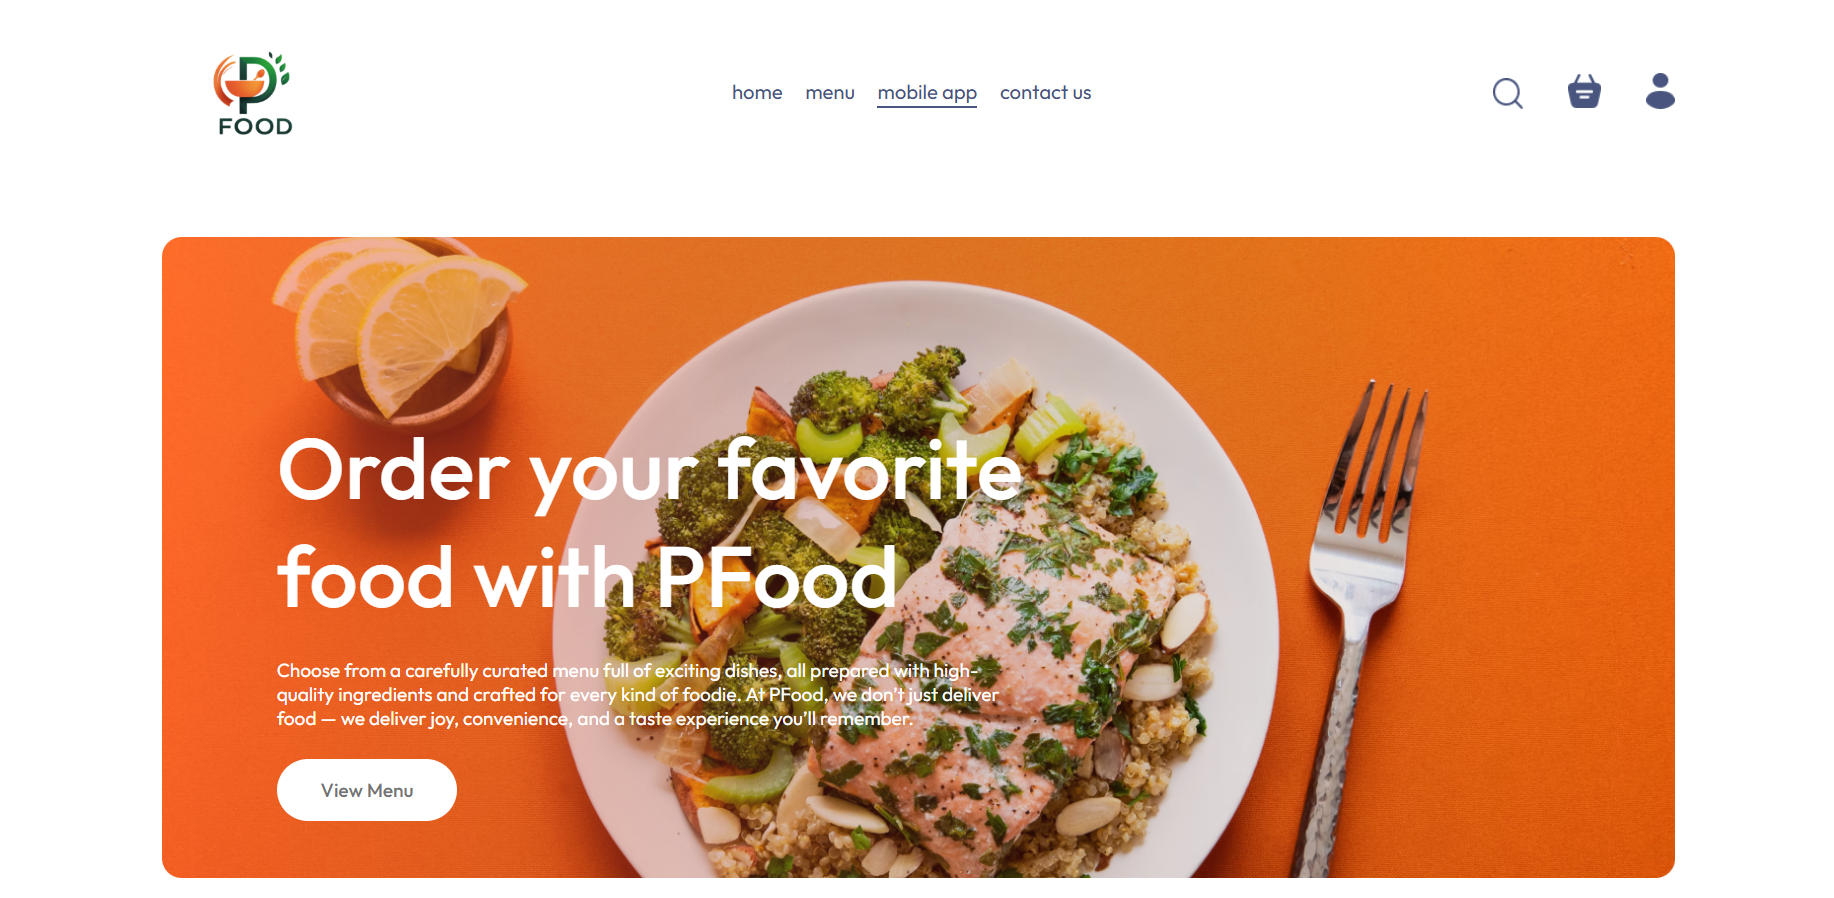 P
FOOD
home
menu
mobile app
contact us
Order your favorite
food with PFood
Choose from a carefully curated menu full of exciting dishes, all prepared with high-
quality ingredients and crafted for every kind of foodie. At PFood, we don’t just deliver
food — we deliver joy, convenience, and a taste experience you’ll remember.
View Menu